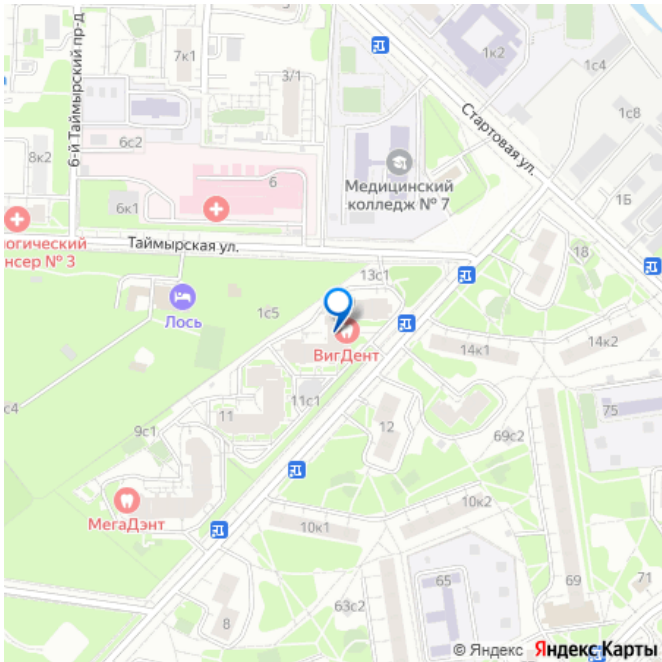 6-й Таймырский пр-д
7к1
3/1
1к2
1с4
1с8
Стартовая ул.
6с2
8к2
6
Медицинский
колледж № 7
6к1
1Б
логический
нсер № 3
Таймырская ул.
18
13с1
Лось
1с5
ВигДент
14к1
14к2
с4
9с1
11
11с1
12
69с2
75
МегаДэнт
10к1
10к2
8
63с2
65
69
71
© Яндекс Яндекс Карты